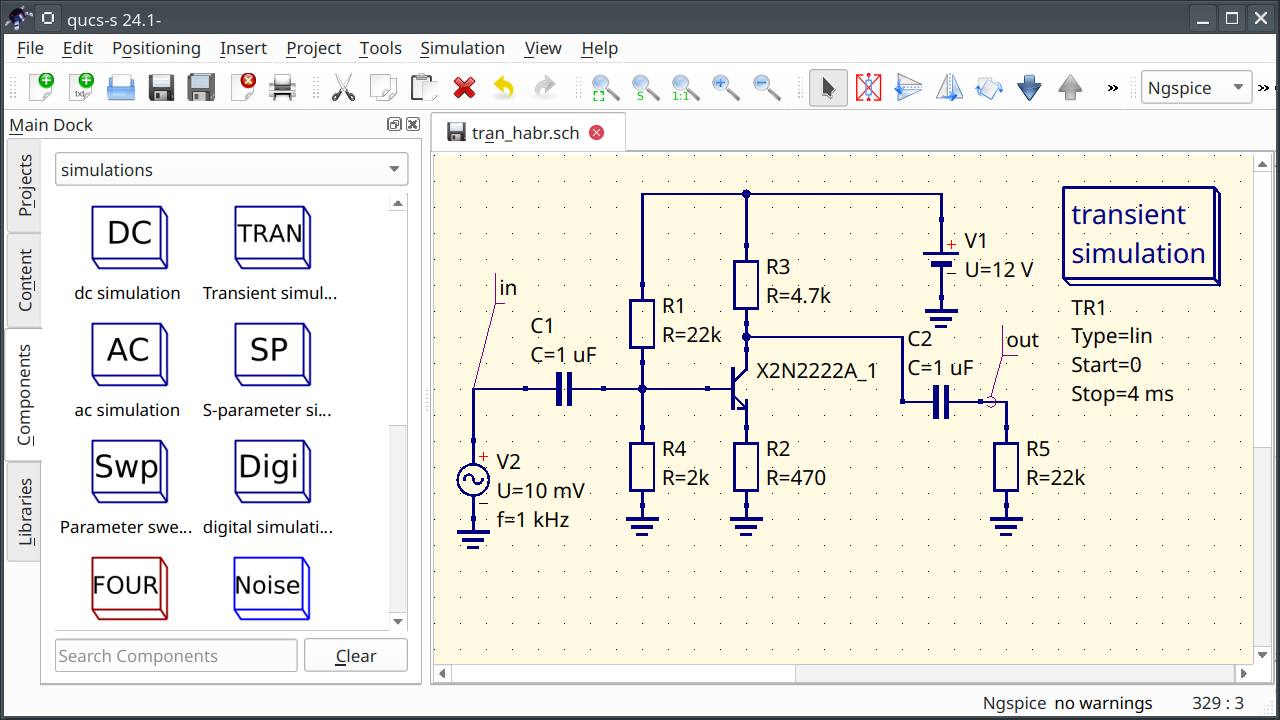 qucs-s 24.1-
File Edit Positioning Insert Project Tools Simulation View Help
txt S 1:1 » Ngspice »
Main Dock
tran_habr.sch
Projects
Content
Components
Libraries
simulations
DC TRAN
dc simulation Transient simul...
AC SP
ac simulation S-parameter si...
Swp Digi
Parameter swe... digital simulati...
FOUR Noise
Search Components Clear
in
C1
C=1 uF
R1
R=22k
R3
R=4.7k
V1
U=12 V
X2N2222A_1
C2
C=1 uF
out
V2
U=10 mV
f=1 kHz
R4
R=2k
R2
R=470
R5
R=22k
transient
simulation
TR1
Type=lin
Start=0
Stop=4 ms
Ngspice no warnings 329 : 3